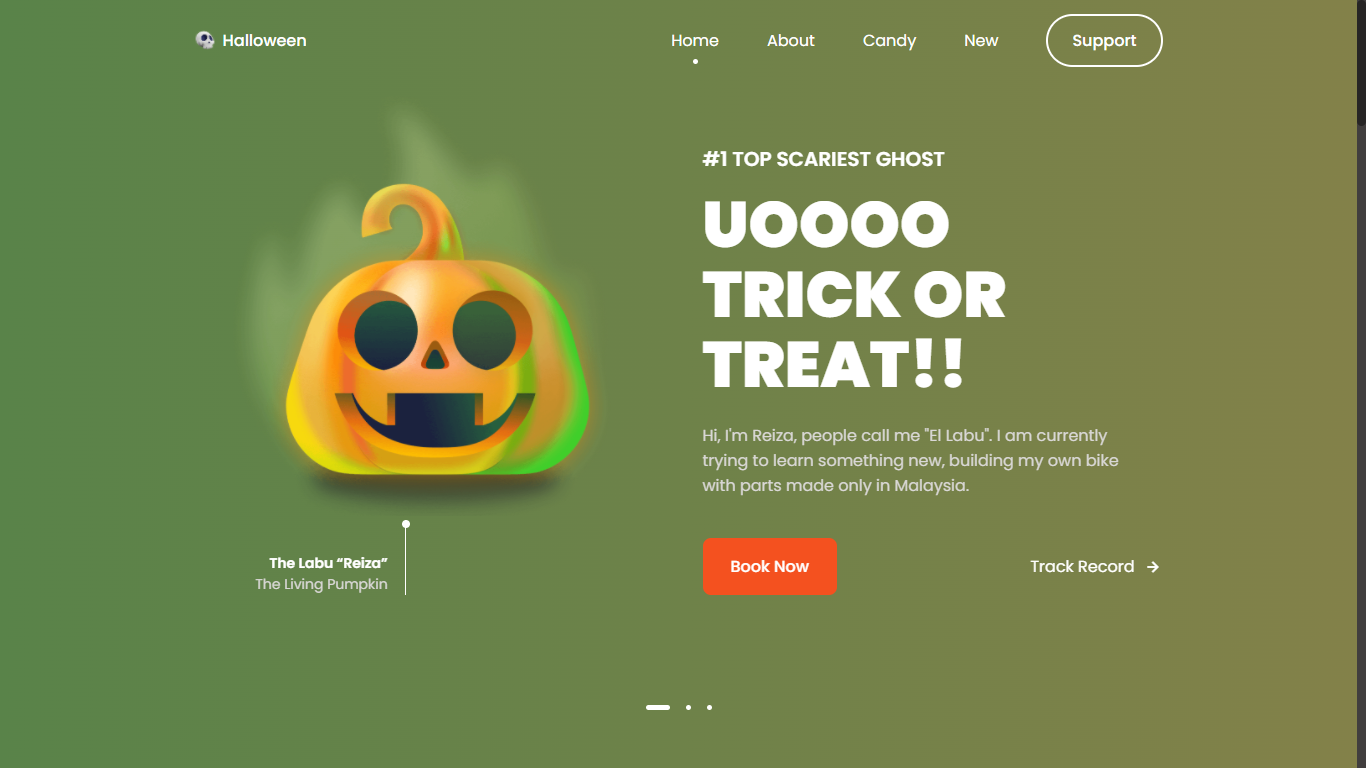 Halloween
Home
About
Candy
New
Support
#1 TOP SCARIEST GHOST
UOOOO
TRICK OR
TREAT!!
Hi, I'm Reiza, people call me "El Labu". I am currently
trying to learn something new, building my own bike
with parts made only in Malaysia.
The Labu “Reiza”
The Living Pumpkin
Book Now
Track Record →